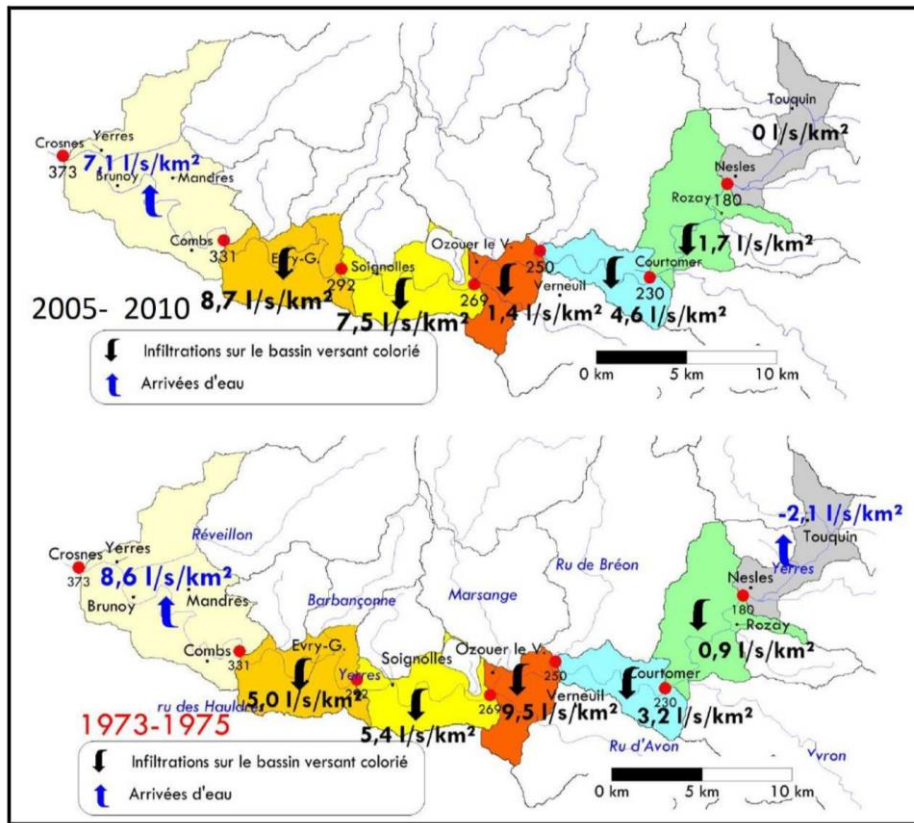 Touquin
0 l/s/km²
Crosnes
Yerres
373
7,1 l/s/km²
Brunoy
Mandres
Nesles
180
Rozay
1,7 l/s/km²
Combs
331
Evry-G.
292
Soignolles
Ozouer le V.
269
250
Verneuil
Courtomer
230
8,7 l/s/km²
7,5 l/s/km²
1,4 l/s/km²
4,6 l/s/km²
2005- 2010
Infiltrations sur le bassin versant colorié
Arrivées d'eau
0 km
5 km
10 km
-2,1 l/s/km²
Touquin
Yerres
Réveillon
Crosnes
Yerres
373
8,6 l/s/km²
Brunoy
Mandres
Barbançonne
Marsange
Ru de Bréon
Nesles
180
Rozay
0,9 l/s/km²
Combs
331
Evry-G.
Yerres
292
Soignolles
Ozouer le V.
269
250
Verneuil
Courtomer
230
ru des Hauldres
5,0 l/s/km²
5,4 l/s/km²
9,5 l/s/km²
3,2 l/s/km²
Ru d'Avon
Yvron
1973-1975
Infiltrations sur le bassin versant colorié
Arrivées d'eau
0 km
5 km
10 km